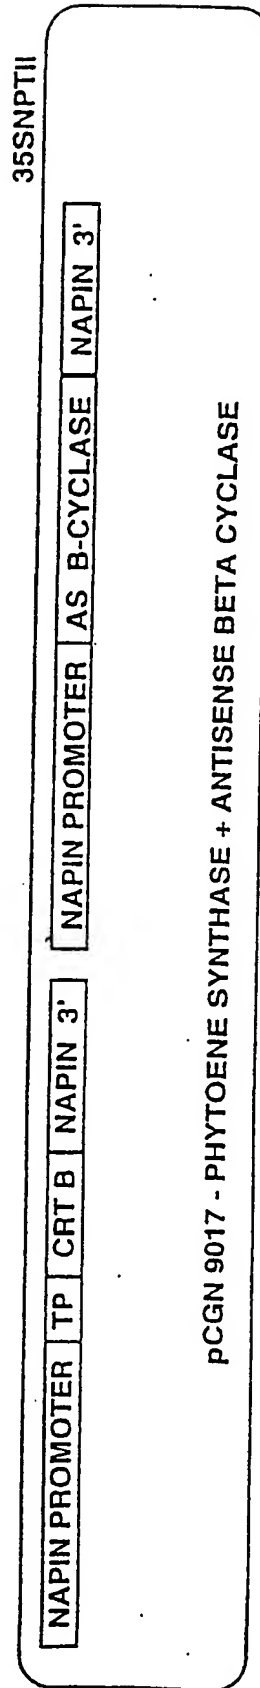 35SNPTII
NAPIN PROMOTER TP CRT B NAPIN 3' NAPIN PROMOTER AS B-CYCLASE NAPIN 3'
pCGN 9017 - PHYTOENE SYNTHASE + ANTISENSE BETA CYCLASE